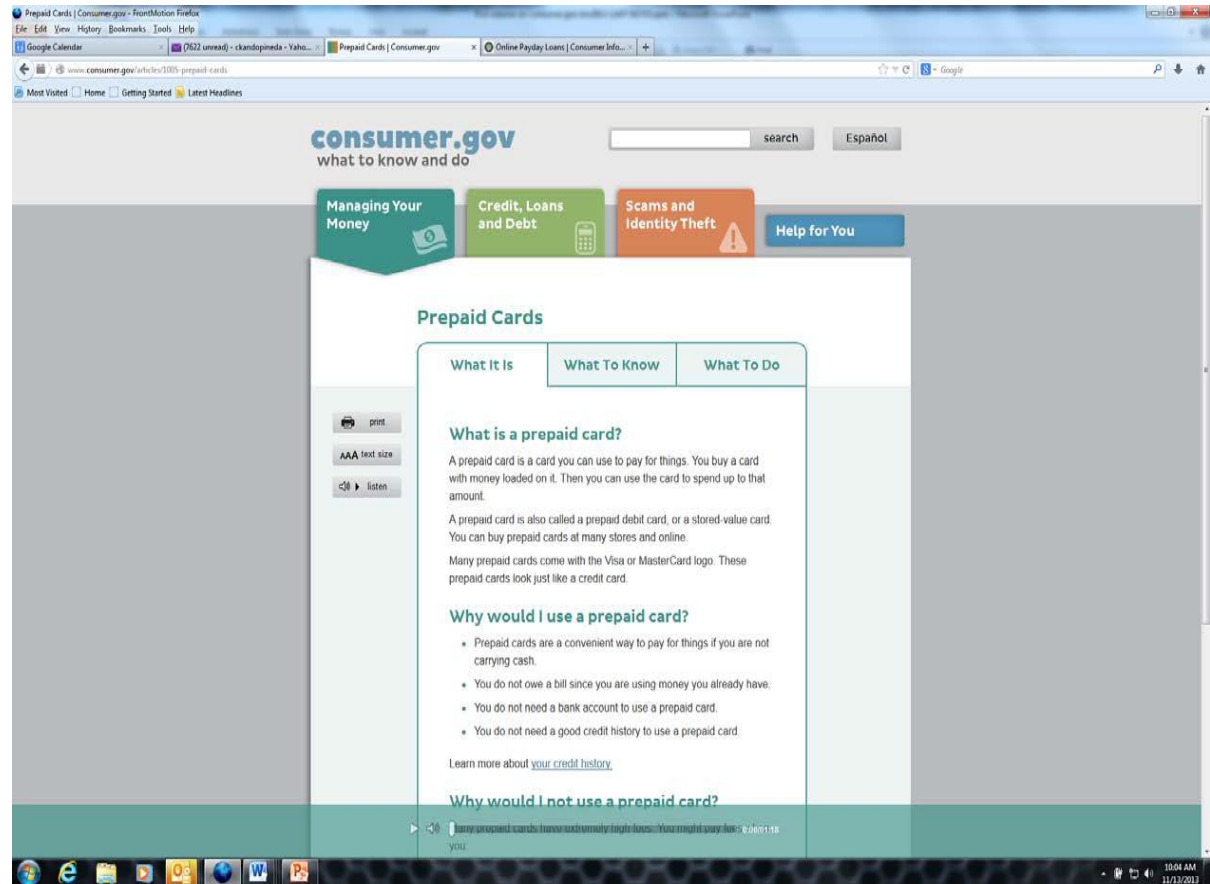 Prepaid Cards | Consumer.gov - FrontMotion Firefox
File Edit View History Bookmarks Tools Help
Google Calendar
(7622 unread) - ckandopineda - Yaho...
Prepaid Cards | Consumer.gov
Online Payday Loans | Consumer Info...
www.consumer.gov/articles/1005-prepaid-cards
Google
Most Visited Home Getting Started Latest Headlines
consumer.gov
what to know and do
search
Español
Managing Your
Money
Credit, Loans
and Debt
Scams and
Identity Theft
Help for You
Prepaid Cards
What It Is
What To Know
What To Do
print
AAA text size
listen
What is a prepaid card?
A prepaid card is a card you can use to pay for things. You buy a card
with money loaded on it. Then you can use the card to spend up to that
amount.
A prepaid card is also called a prepaid debit card, or a stored-value card.
You can buy prepaid cards at many stores and online.
Many prepaid cards come with the Visa or MasterCard logo. These
prepaid cards look just like a credit card.
Why would I use a prepaid card?
• Prepaid cards are a convenient way to pay for things if you are not
carrying cash.
• You do not owe a bill since you are using money you already have.
• You do not need a bank account to use a prepaid card.
• You do not need a good credit history to use a prepaid card.
Learn more about your credit history.
Why would I not use a prepaid card?
prepaid cards have extremely high fees. You might pay fees
you
10:04 AM
11/13/2013